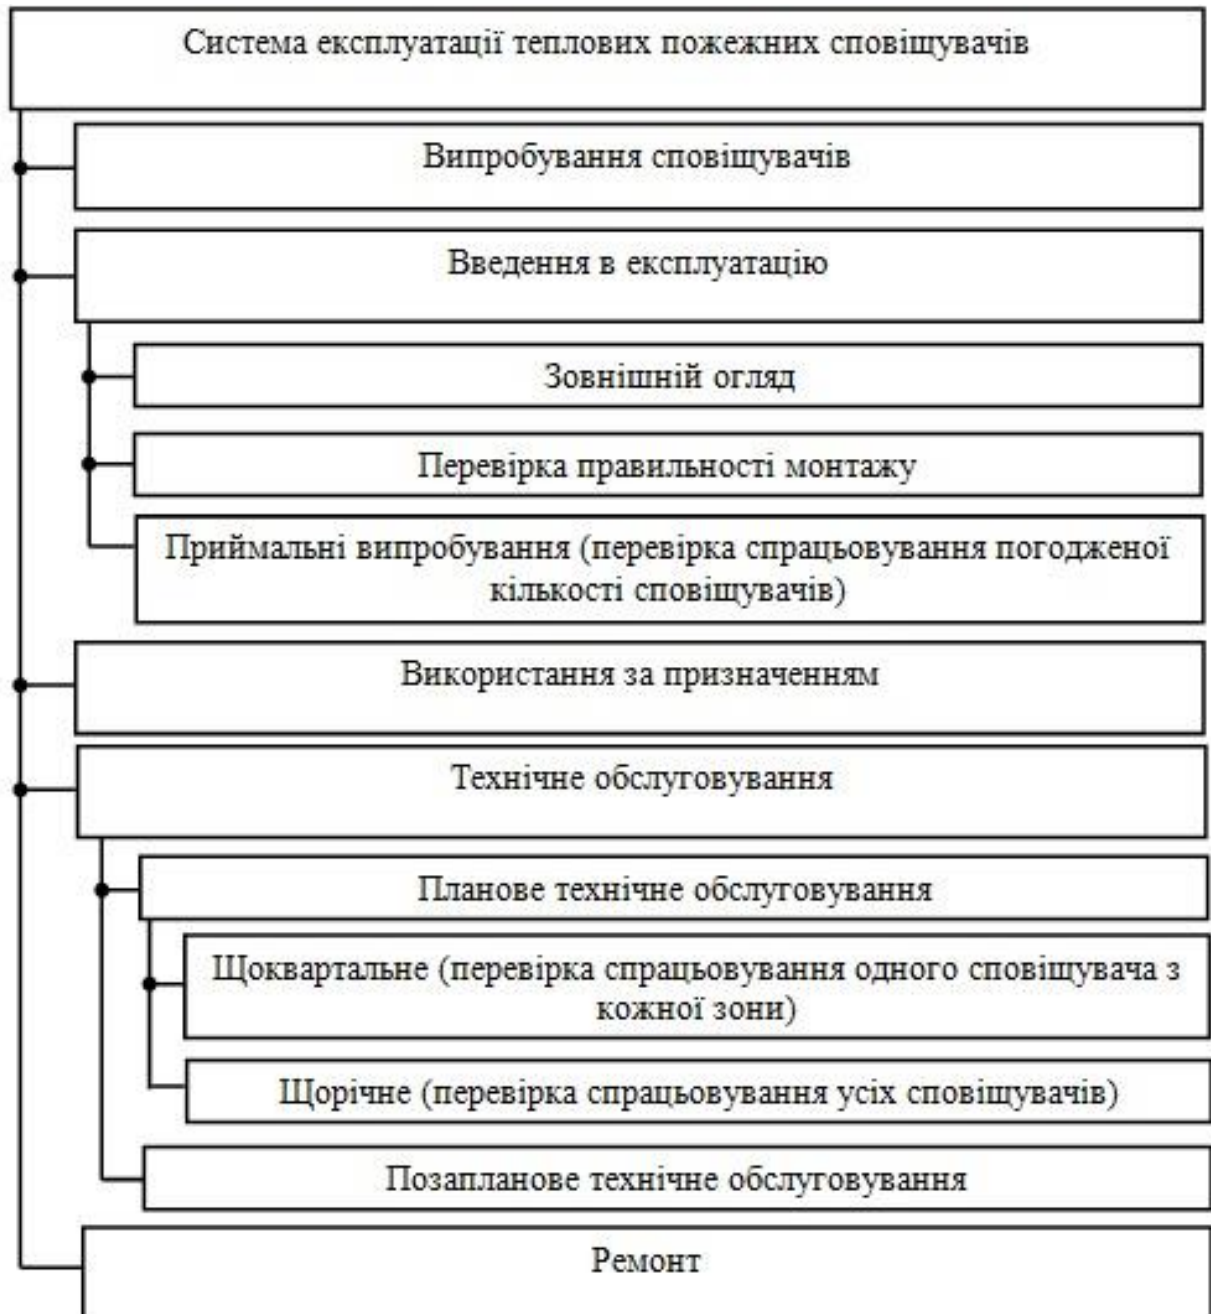 Система експлуатації теплових пожежних сповіщувачів
Випробування сповіщувачів
Введення в експлуатацію
Зовнішній огляд
Перевірка правильності монтажу
Приймальні випробування (перевірка спрацьовування погодженої
кількості сповіщувачів)
Використання за призначенням
Технічне обслуговування
Планове технічне обслуговування
Щоквартальне (перевірка спрацьовування одного сповіщувача з
кожної зони)
Щорічне (перевірка спрацьовування усіх сповіщувачів)
Позапланове технічне обслуговування
Ремонт